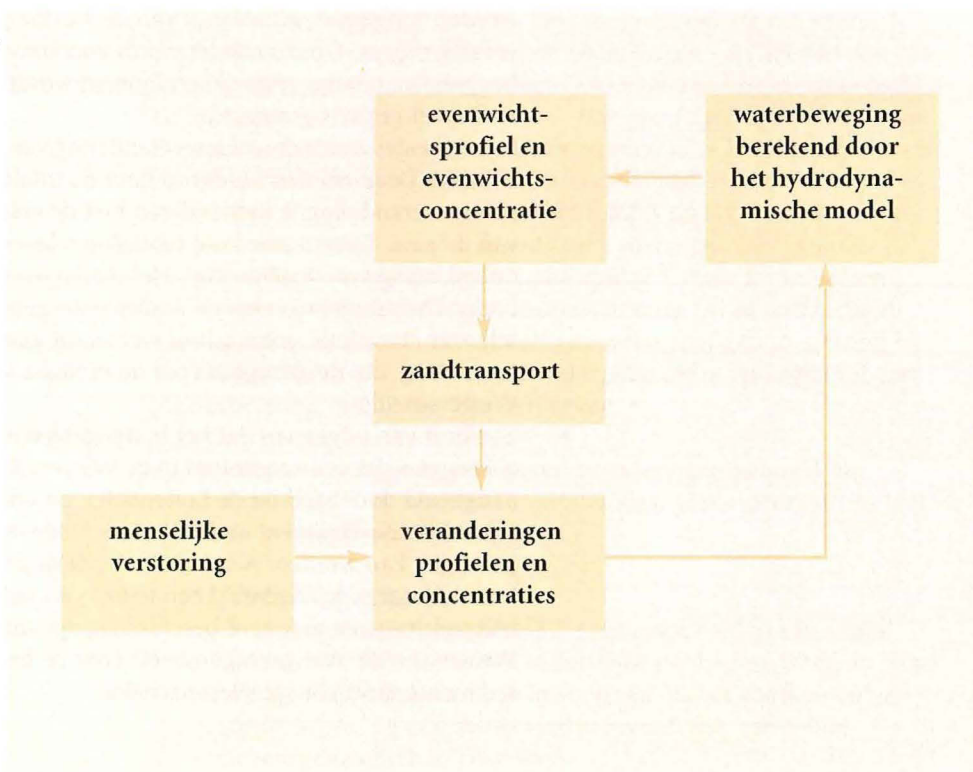 evenwicht-
sprofiel en
evenwichts-
concentratie
waterbeweging
berekend door
het hydrodyna-
mische model
zandtransport
menselijke
verstoring
veranderingen
profielen en
concentraties